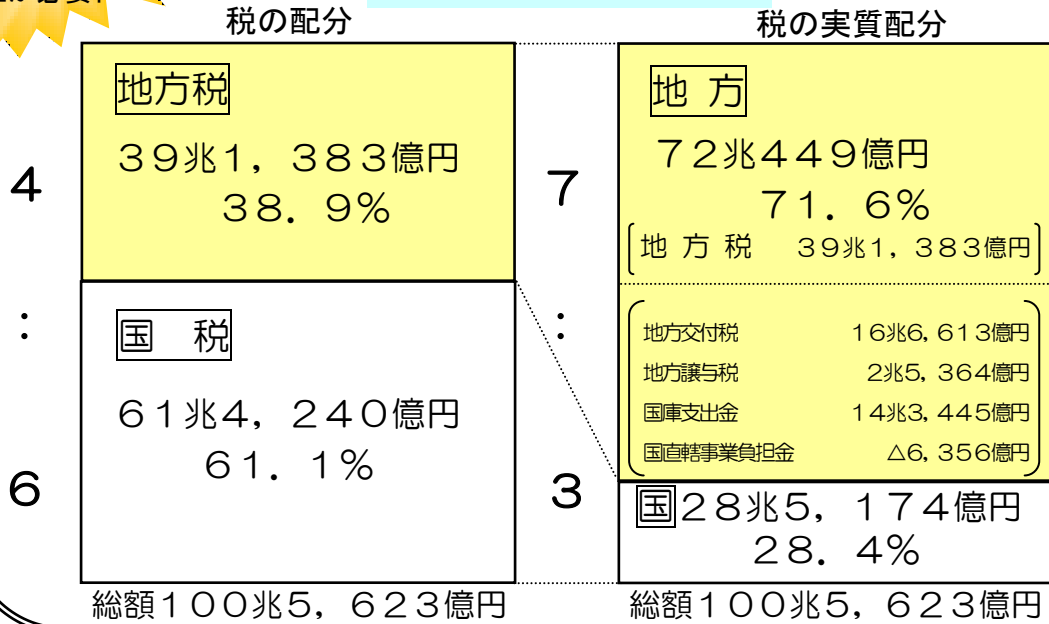 税の配分
地方税
39兆1,383億円
38.9%
4
:
6
国 税
61兆4,240億円
61.1%
総額100兆5,623億円
税の実質配分
地 方
72兆449億円
71.6%
地 方 税 39兆1,383億円
7
:
3
地方交付税 16兆6,613億円
地方譲与税 2兆5,364億円
国庫支出金 14兆3,445億円
国直轄事業負担金 △6,356億円
国28兆5,174億円
28.4%
総額100兆5,623億円